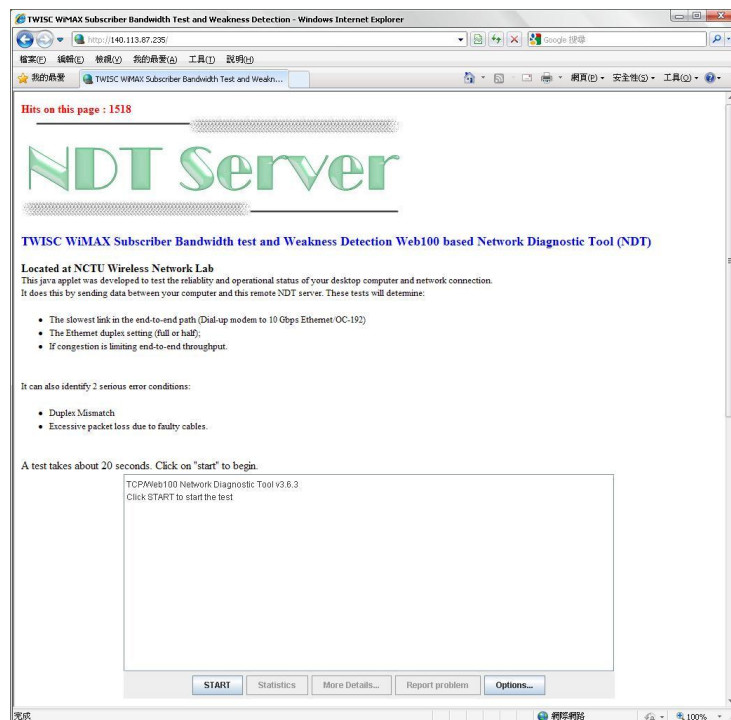 TWISC WiMAX Subscriber Bandwidth Test and Weakness Detection - Windows Internet Explorer
http://140.113.87.235/
Google 搜尋
檔案(F) 編輯(E) 檢視(V) 我的最愛(A) 工具(T) 說明(H)
我的最愛 TWISC WiMAX Subscriber Bandwidth Test and Weakn... 網頁(P) 安全性(S) 工具(O)
Hits on this page : 1518
NDT Server
TWISC WiMAX Subscriber Bandwidth test and Weakness Detection Web100 based Network Diagnostic Tool (NDT)
Located at NCTU Wireless Network Lab
This java applet was developed to test the reliablity and operational status of your desktop computer and network connection.
It does this by sending data between your computer and this remote NDT server. These tests will determine:
• The slowest link in the end-to-end path (Dial-up modem to 10 Gbps Ethernet/OC-192)
• The Ethernet duplex setting (full or half);
• If congestion is limiting end-to-end throughput.
It can also identify 2 serious error conditions:
• Duplex Mismatch
• Excessive packet loss due to faulty cables.
A test takes about 20 seconds. Click on "start" to begin.
TCP/Web100 Network Diagnostic Tool v3.6.3
Click START to start the test
START Statistics More Details... Report problem Options...
完成 網際網路 100%